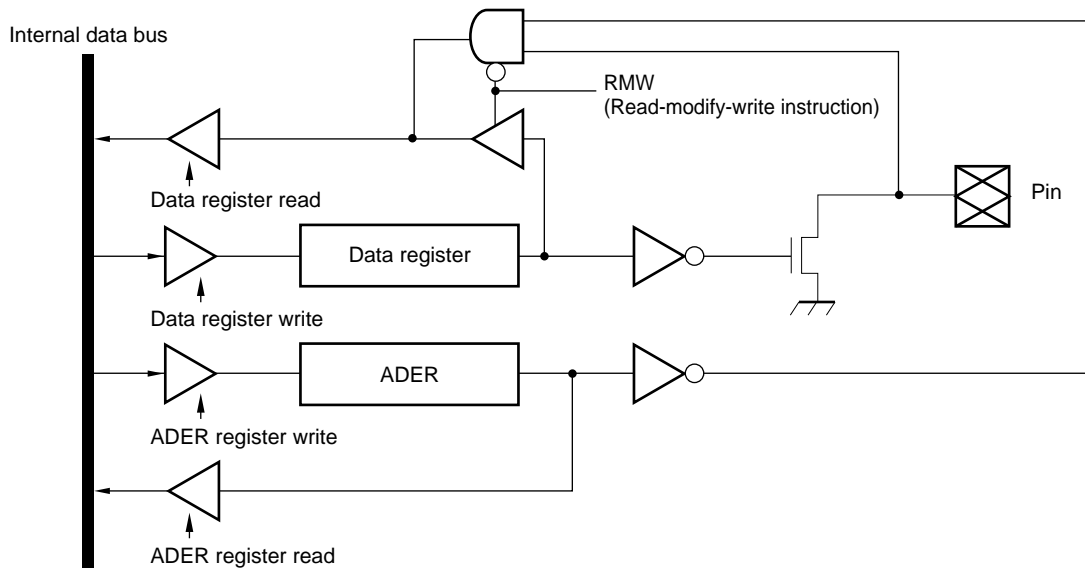 Internal data bus
RMW
(Read-modify-write instruction)
Data register read
Pin
Data register
Data register write
ADER
ADER register write
ADER register read